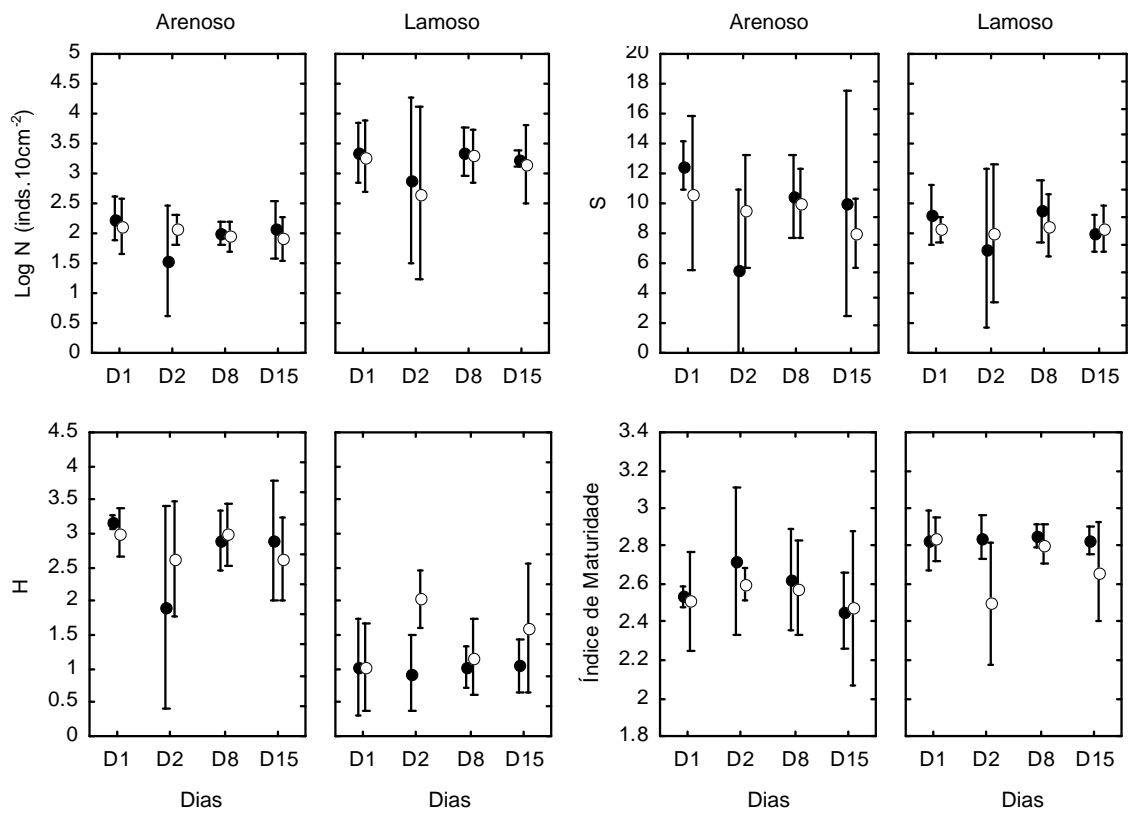 Arenoso Lamoso Arenoso Lamoso
Log N (inds.10cm-2)
5
4.5
4
3.5
3
2.5
2
1.5
1
0.5
0
D1 D2 D8 D15
D1 D2 D8 D15
S
20
18
16
14
12
10
8
6
4
2
0
D1 D2 D8 D15
D1 D2 D8 D15
H
4.5
4
3.5
3
2.5
2
1.5
1
0.5
0
D1 D2 D8 D15
D1 D2 D8 D15
Índice de Maturidade
3.4
3.2
3
2.8
2.6
2.4
2.2
2
1.8
D1 D2 D8 D15
D1 D2 D8 D15
Dias Dias Dias Dias